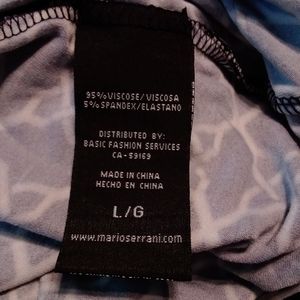 95%VISCOSE/VISCOSA
5%SPANDEX/ELASTANO
DISTRIBUTED BY:
BASIC FASHION SERVICES
CA-59169
MADE IN CHINA
HECHO EN CHINA
L/G
www.marioserrani.com